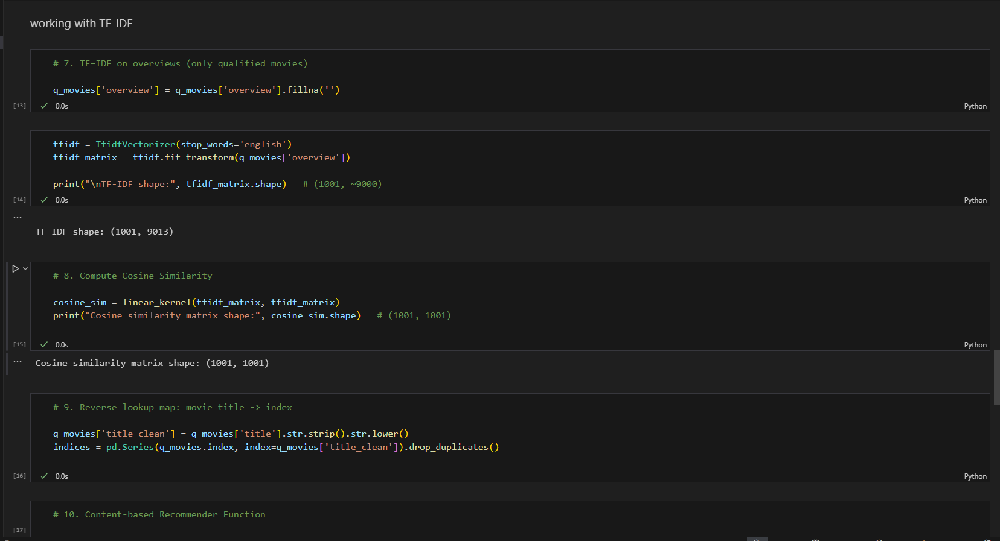 working with TF-IDF
# 7. TF-IDF on overviews (only qualified movies)
q_movies['overview'] = q_movies['overview'].fillna('')
[13]
0.0s
Python
tfidf = TfidfVectorizer(stop_words='english')
tfidf_matrix = tfidf.fit_transform(q_movies['overview'])
print("\nTF-IDF shape:", tfidf_matrix.shape)   # (1001, ~9000)
[14]
0.0s
Python
...
TF-IDF shape: (1001, 9013)
# 8. Compute Cosine Similarity
cosine_sim = linear_kernel(tfidf_matrix, tfidf_matrix)
print("Cosine similarity matrix shape:", cosine_sim.shape)   # (1001, 1001)
[15]
0.0s
Python
...
Cosine similarity matrix shape: (1001, 1001)
# 9. Reverse lookup map: movie title -> index
q_movies['title_clean'] = q_movies['title'].str.strip().str.lower()
indices = pd.Series(q_movies.index, index=q_movies['title_clean']).drop_duplicates()
[16]
0.0s
Python
# 10. Content-based Recommender Function
[17]